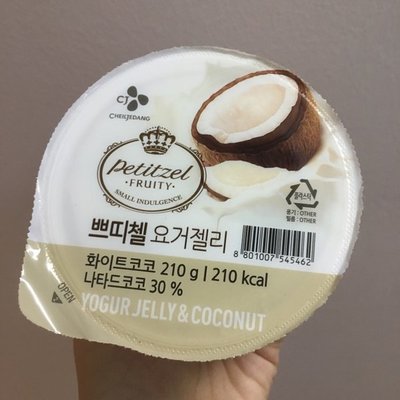 CJ
CHEILJEDANG
Petitzel
FRUITY
SMALL INDULGENCE
쁘띠첼 요거젤리
화이트코코 210 g | 210 kcal
나타드코코 30 %
YOGUR JELLY & COCONUT
OPEN
플라스틱
용기 : OTHER
필름 : OTHER
8 801007 545462